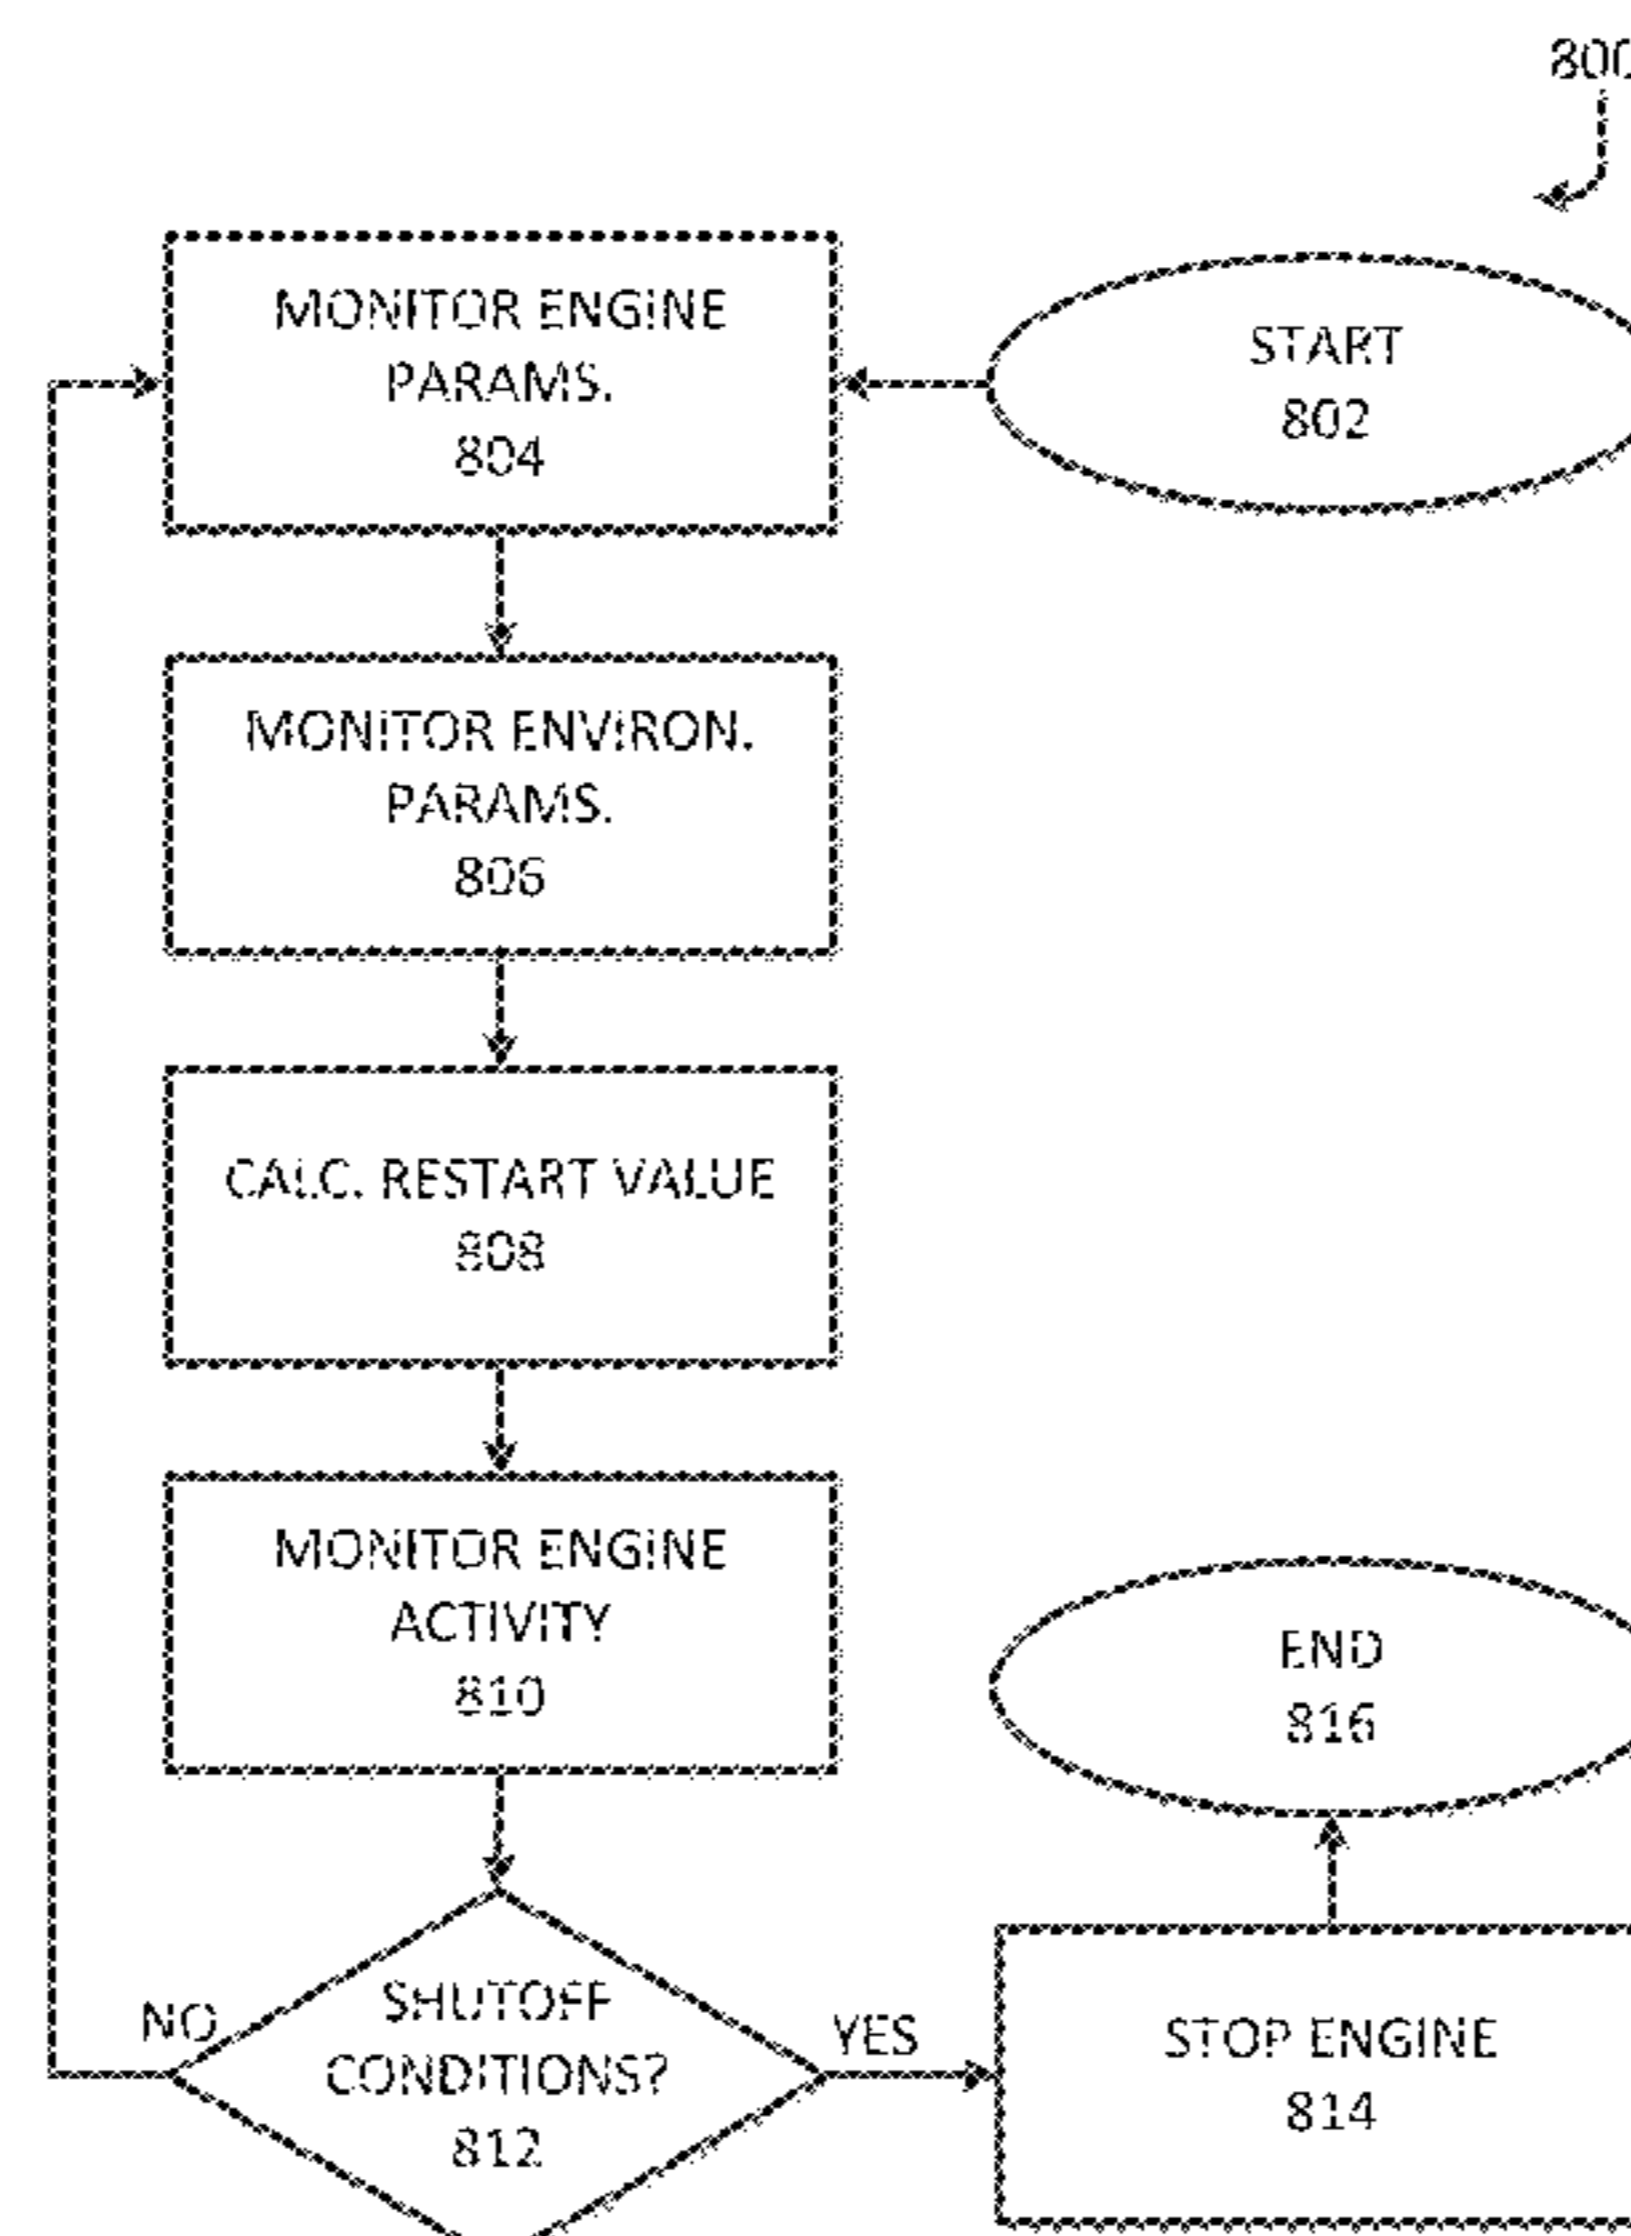 800
MONITOR ENGINE
PARAMS.
804
START
802
MONITOR ENVIRON.
PARAMS.
806
CALC. RESTART VALUE
808
MONITOR ENGINE
ACTIVITY
810
END
816
SHUTOFF
CONDITIONS?
812
NO
YES
STOP ENGINE
814